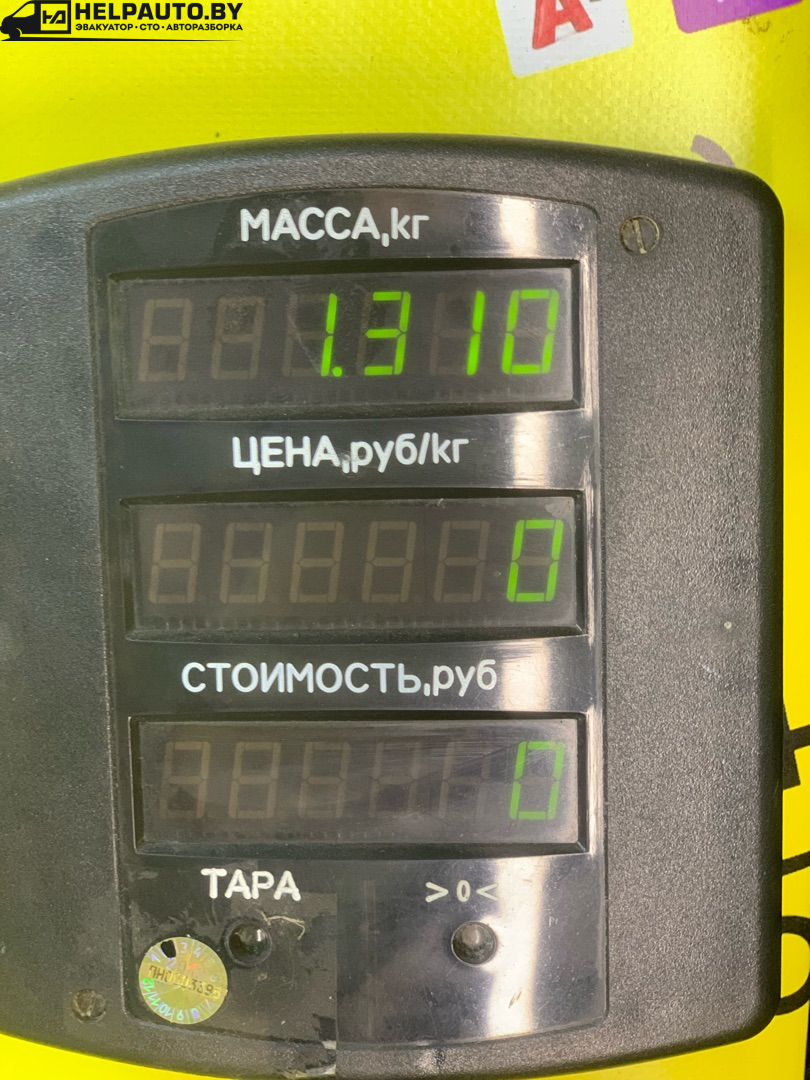 HELPAUTO.BY
ЭВАКУАТОР • СТО • АВТОРАЗБОРКА
А
МАССА,кг
1.310
ЦЕНА,руб/кг
0
СТОИМОСТЬ,руб
0
ТАРА >0<